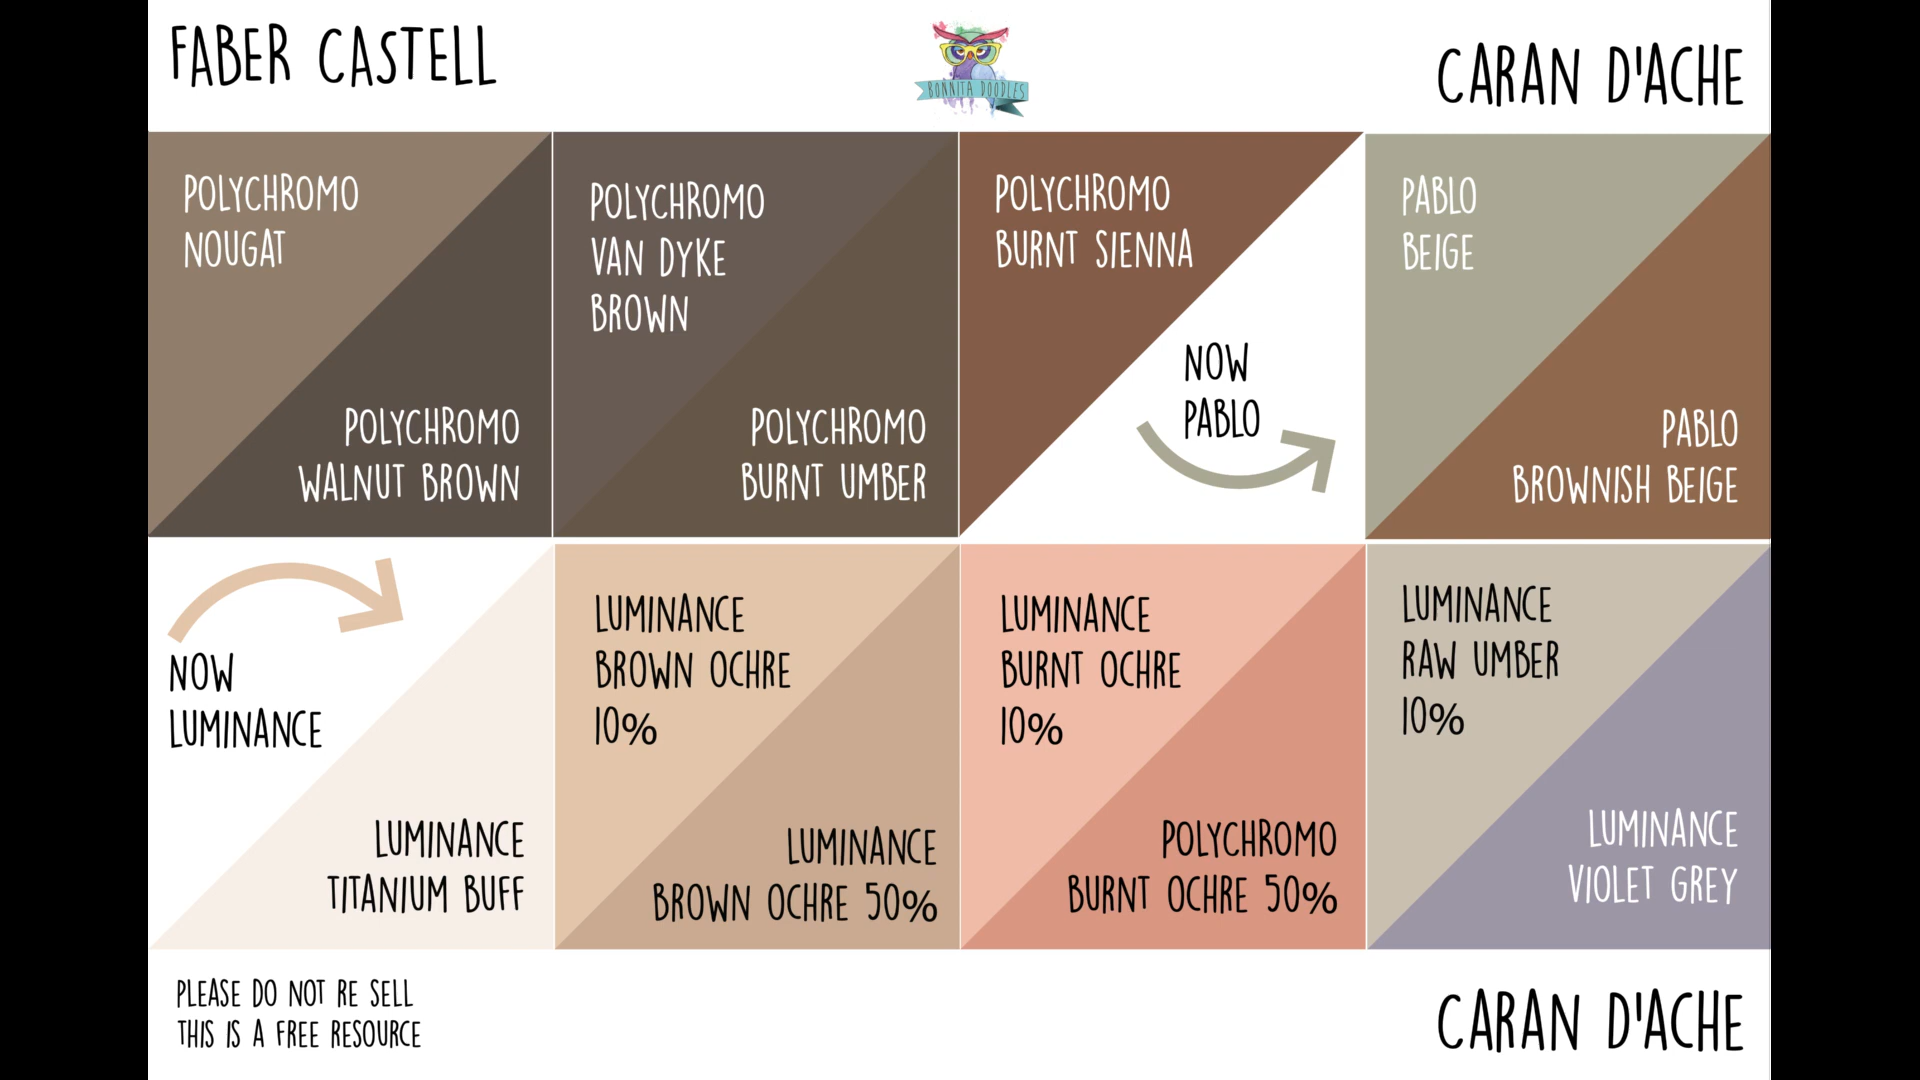 FABER CASTELL
BONNITA DOODLES
CARAN D'ACHE
POLYCHROMO
NOUGAT
POLYCHROMO
WALNUT BROWN
POLYCHROMO
VAN DYKE
BROWN
POLYCHROMO
BURNT UMBER
POLYCHROMO
BURNT SIENNA
NOW
PABLO
PABLO
BEIGE
PABLO
BROWNISH BEIGE
NOW
LUMINANCE
LUMINANCE
TITANIUM BUFF
LUMINANCE
BROWN OCHRE
10%
LUMINANCE
BROWN OCHRE 50%
LUMINANCE
BURNT OCHRE
10%
POLYCHROMO
BURNT OCHRE 50%
LUMINANCE
RAW UMBER
10%
LUMINANCE
VIOLET GREY
PLEASE DO NOT RE SELL
THIS IS A FREE RESOURCE
CARAN D'ACHE